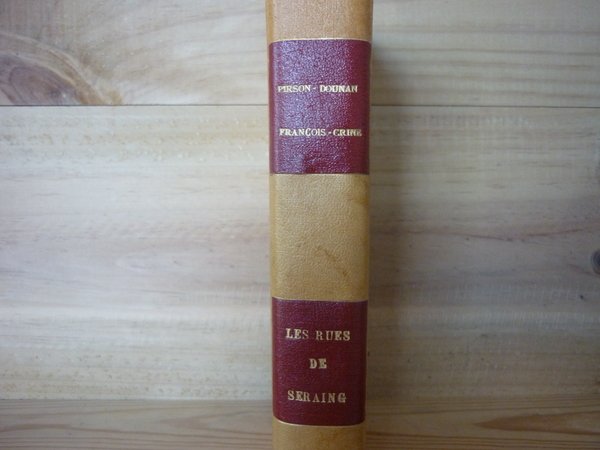 PIRSON-DOUNAN
FRANÇOIS-CRINE
LES RUES
DE
SERAING